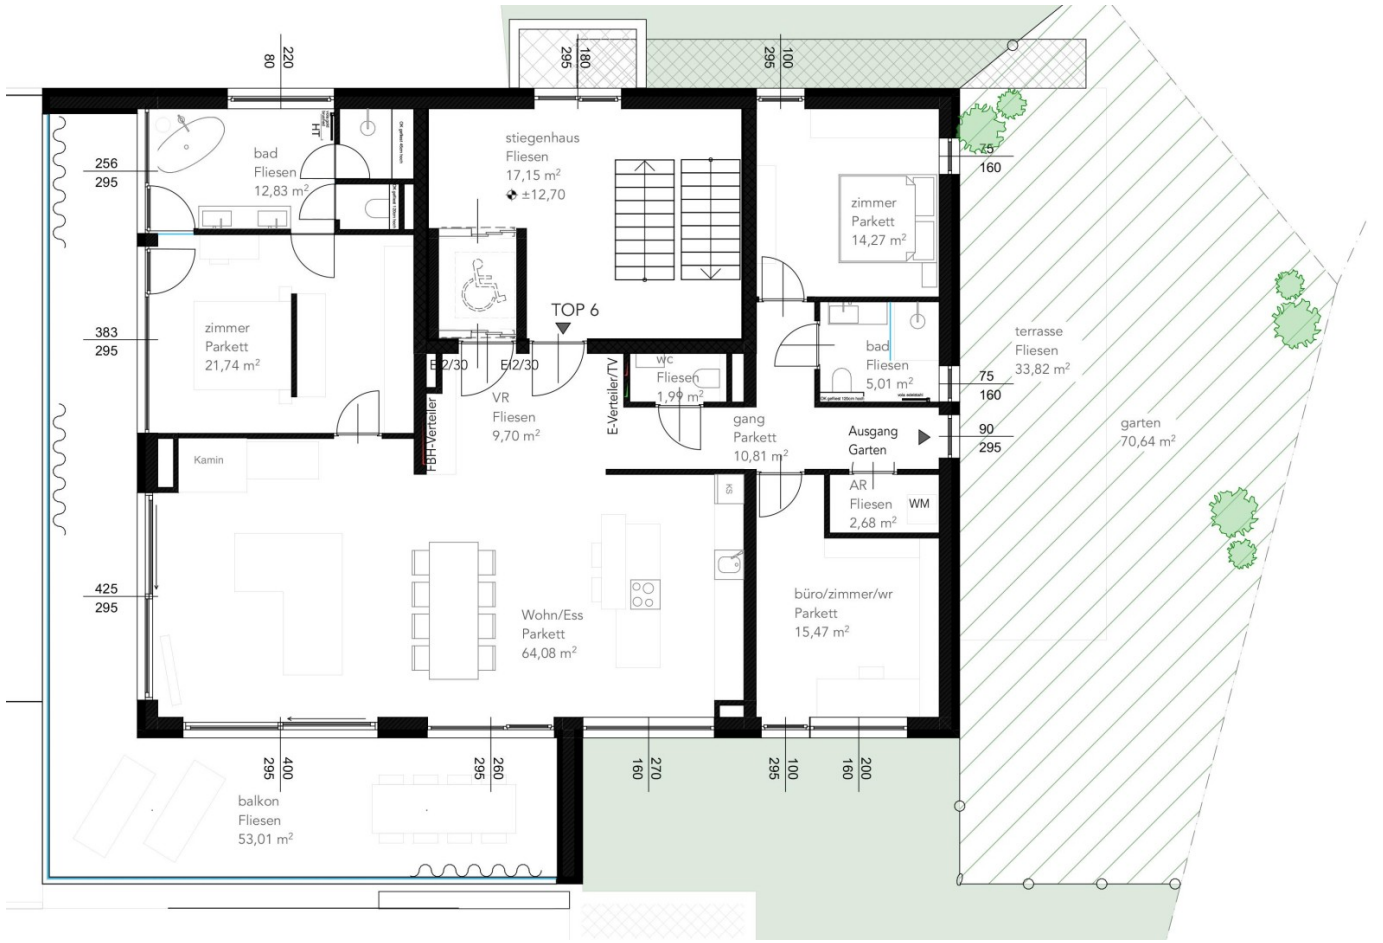 220
80
180
295
100
295
HT
bad
Fliesen
12,83 m²
256
295
stiegenhaus
Fliesen
17,15 m²
±12,70
zimmer
Parkett
14,27 m²
75
160
zimmer
Parkett
21,74 m²
383
295
TOP 6
EI2/30
EI2/30
FBH-Verteiler
VR
Fliesen
9,70 m²
E-Verteiler/TV
wc
Fliesen
1,99 m²
bad
Fliesen
5,01 m²
75
160
terrasse
Fliesen
33,82 m²
gang
Parkett
10,81 m²
Ausgang
Garten
90
295
garten
70,64 m²
Kamin
KS
AR
Fliesen
2,68 m²
WM
425
295
Wohn/Ess
Parkett
64,08 m²
büro/zimmer/wr
Parkett
15,47 m²
400
295
260
295
270
160
100
295
200
160
balkon
Fliesen
53,01 m²